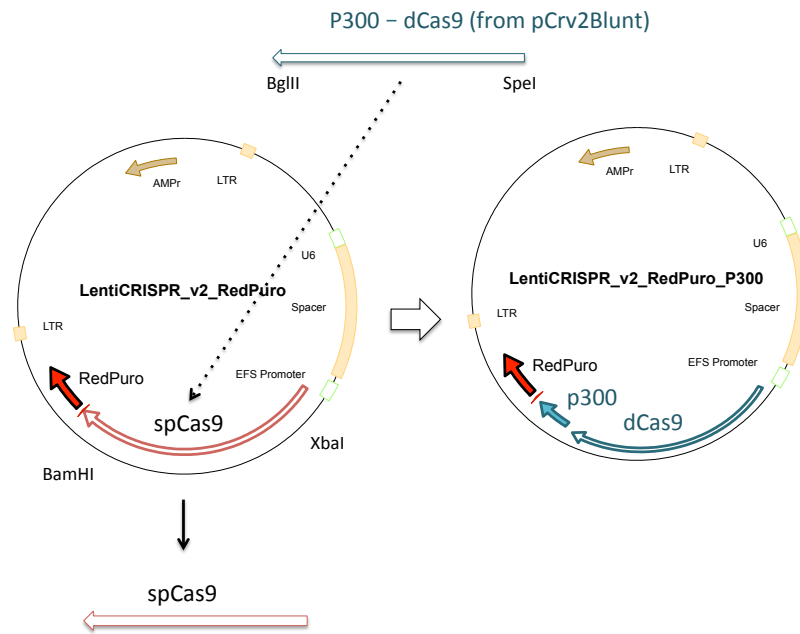 P300 – dCas9 (from pCrv2Blunt)
BglII
SpeI
AMPr
LTR
U6
LentiCRISPR_v2_RedPuro
Spacer
LTR
RedPuro
EFS Promoter
spCas9
XbaI
BamHI
spCas9
AMPr
LTR
U6
LentiCRISPR_v2_RedPuro_P300
Spacer
LTR
RedPuro
EFS Promoter
p300
dCas9